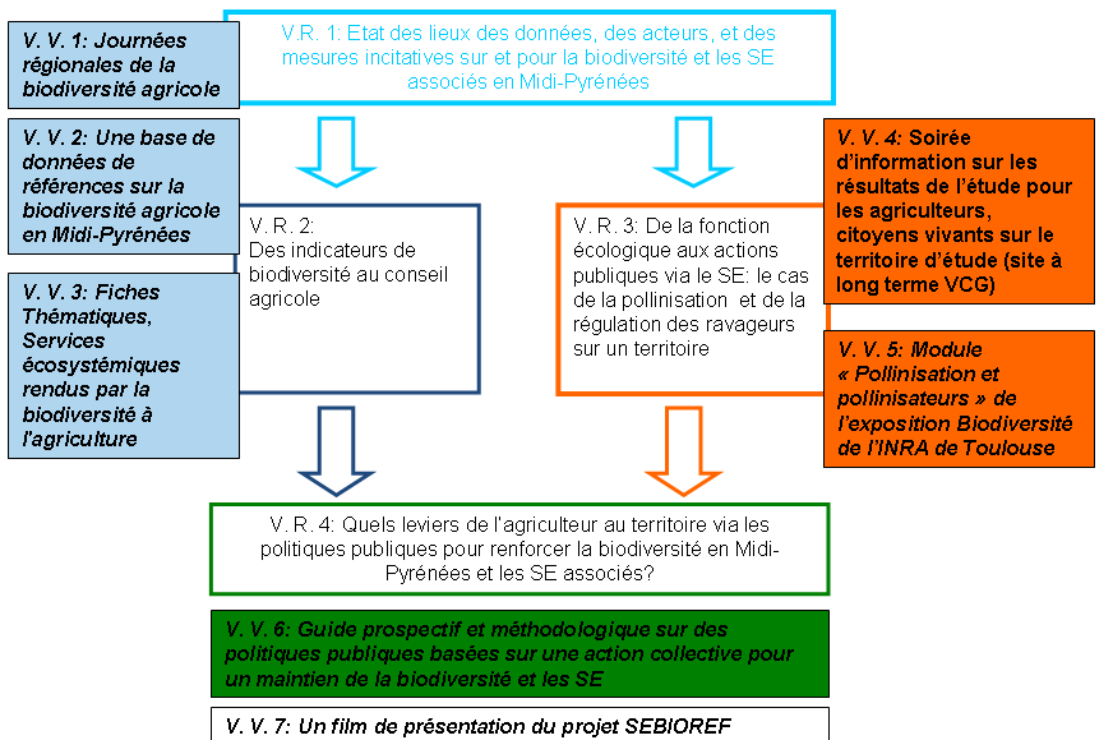 V.R. 1: Etat des lieux des données, des acteurs, et des
mesures incitatives sur et pour la biodiversité et les SE
associés en Midi-Pyrénées
V. V. 1: Journées
régionales de la
biodiversité agricole
V. V. 2: Une base de
données de
références sur la
biodiversité agricole
en Midi-Pyrénées
V. V. 3: Fiches
Thématiques,
Services
écosystémiques
rendus par la
biodiversité à
l'agriculture
V. R. 2:
Des indicateurs de
biodiversité au conseil
agricole
V. R. 3: De la fonction
écologique aux actions
publiques via le SE: le cas
de la pollinisation et de la
régulation des ravageurs
sur un territoire
V. V. 4: Soirée
d’information sur les
résultats de l’étude pour
les agriculteurs,
citoyens vivants sur le
territoire d’étude (site à
long terme VCG)
V. V. 5: Module
« Pollinisation et
pollinisateurs » de
l’exposition Biodiversité
de l’INRA de Toulouse
V. R. 4: Quels leviers de l’agriculteur au territoire via les
politiques publiques pour renforcer la biodiversité en Midi-
Pyrénées et les SE associés?
V. V. 6: Guide prospectif et méthodologique sur des
politiques publiques basées sur une action collective pour
un maintien de la biodiversité et les SE
V. V. 7: Un film de présentation du projet SEBIOREF